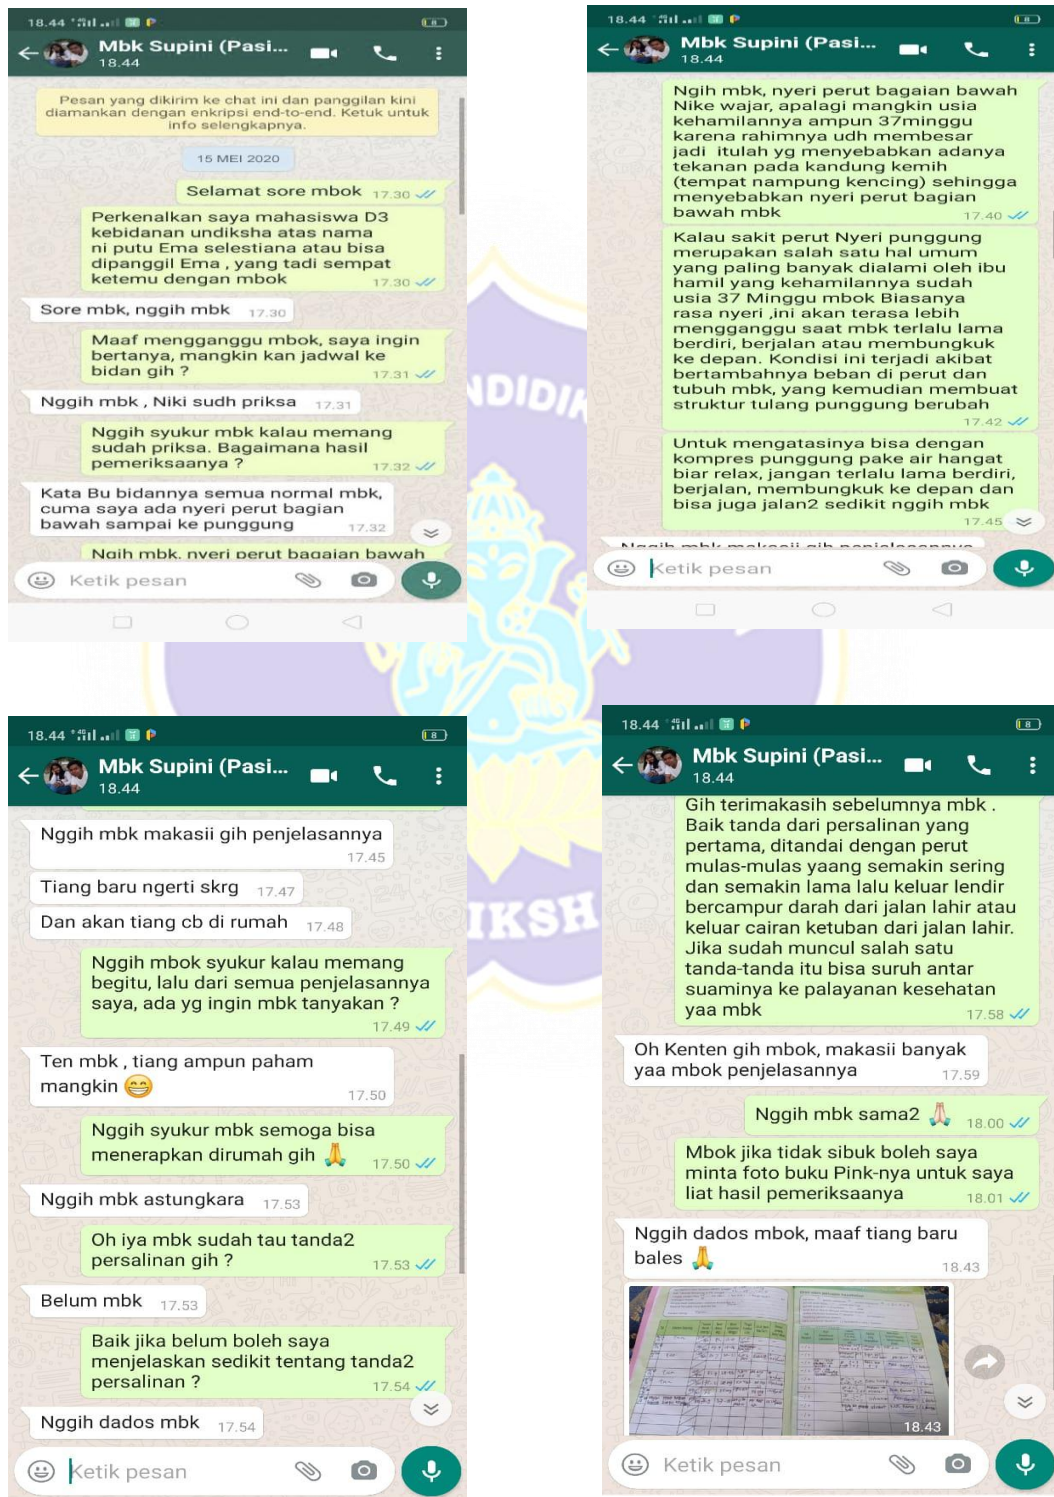 18.44
8
Mbk Supini (Pasi...
18.44
Pesan yang dikirim ke chat ini dan panggilan kini
diamankan dengan enkripsi end-to-end. Ketuk untuk
info selengkapnya.
15 MEI 2020
Selamat sore mbok 17.30
Perkenalkan saya mahasiswa D3
kebidanan undiksha atas nama
ni putu Ema selestiana atau bisa
dipanggil Ema , yang tadi sempat
ketemu dengan mbok 17.30
Sore mbk, nggih mbk 17.30
Maaf mengganggu mbok, saya ingin
bertanya, mangkin kan jadwal ke
bidan gih ? 17.31
Nggih mbk , Niki sudh priksa 17.31
Nggih syukur mbk kalau memang
sudah priksa. Bagaimana hasil
pemeriksaanya ? 17.32
Kata Bu bidannya semua normal mbk,
cuma saya ada nyeri perut bagian
bawah sampai ke punggung 17.32
Ngih mbk, nyeri perut bagaian bawah
Ketik pesan
18.44
8
Mbk Supini (Pasi...
18.44
Ngih mbk, nyeri perut bagaian bawah
Nike wajar, apalagi mangkin usia
kehamilannya ampun 37minggu
karena rahimnya udh membesar
jadi itulah yg menyebabkan adanya
tekanan pada kandung kemih
(tempat nampung kencing) sehingga
menyebabkan nyeri perut bagian
bawah mbk 17.40
Kalau sakit perut Nyeri punggung
merupakan salah satu hal umum
yang paling banyak dialami oleh ibu
hamil yang kehamilannya sudah
usia 37 Minggu mbok Biasanya
rasa nyeri ,ini akan terasa lebih
mengganggu saat mbk terlalu lama
berdiri, berjalan atau membungkuk
ke depan. Kondisi ini terjadi akibat
bertambahnya beban di perut dan
tubuh mbk, yang kemudian membuat
struktur tulang punggung berubah
17.42
Untuk mengatasinya bisa dengan
kompres punggung pake air hangat
biar relax, jangan terlalu lama berdiri,
berjalan, membungkuk ke depan dan
bisa juga jalan2 sedikit nggih mbk
17.45
Nggih mbk makasii gih penjelasannya
Ketik pesan
NDIDIK
IKSH
18.44
8
Mbk Supini (Pasi...
18.44
Nggih mbk makasii gih penjelasannya
17.45
Tiang baru ngerti skrg 17.47
Dan akan tiang cb di rumah 17.48
Nggih mbok syukur kalau memang
begitu, lalu dari semua penjelasannya
saya, ada yg ingin mbk tanyakan ?
17.49
Ten mbk , tiang ampun paham
mangkin 😁 17.50
Nggih syukur mbk semoga bisa
menerapkan dirumah gih 🙏 17.50
Nggih mbk astungkara 17.53
Oh iya mbk sudah tau tanda2
persalinan gih ? 17.53
Belum mbk 17.53
Baik jika belum boleh saya
menjelaskan sedikit tentang tanda2
persalinan ? 17.54
Nggih dados mbk 17.54
Ketik pesan
18.44
8
Mbk Supini (Pasi...
18.44
Gih terimakasih sebelumnya mbk .
Baik tanda dari persalinan yang
pertama, ditandai dengan perut
mulas-mulas yaang semakin sering
dan semakin lama lalu keluar lendir
bercampur darah dari jalan lahir atau
keluar cairan ketuban dari jalan lahir.
Jika sudah muncul salah satu
tanda-tanda itu bisa suruh antar
suaminya ke palayanan kesehatan
yaa mbk 17.58
Oh Kenten gih mbok, makasii banyak
yaa mbok penjelasannya 17.59
Nggih mbk sama2 🙏 18.00
Mbok jika tidak sibuk boleh saya
minta foto buku Pink-nya untuk saya
liat hasil pemeriksaanya 18.01
Nggih dados mbok, maaf tiang baru
bales 🙏 18.43
18.43
Ketik pesan